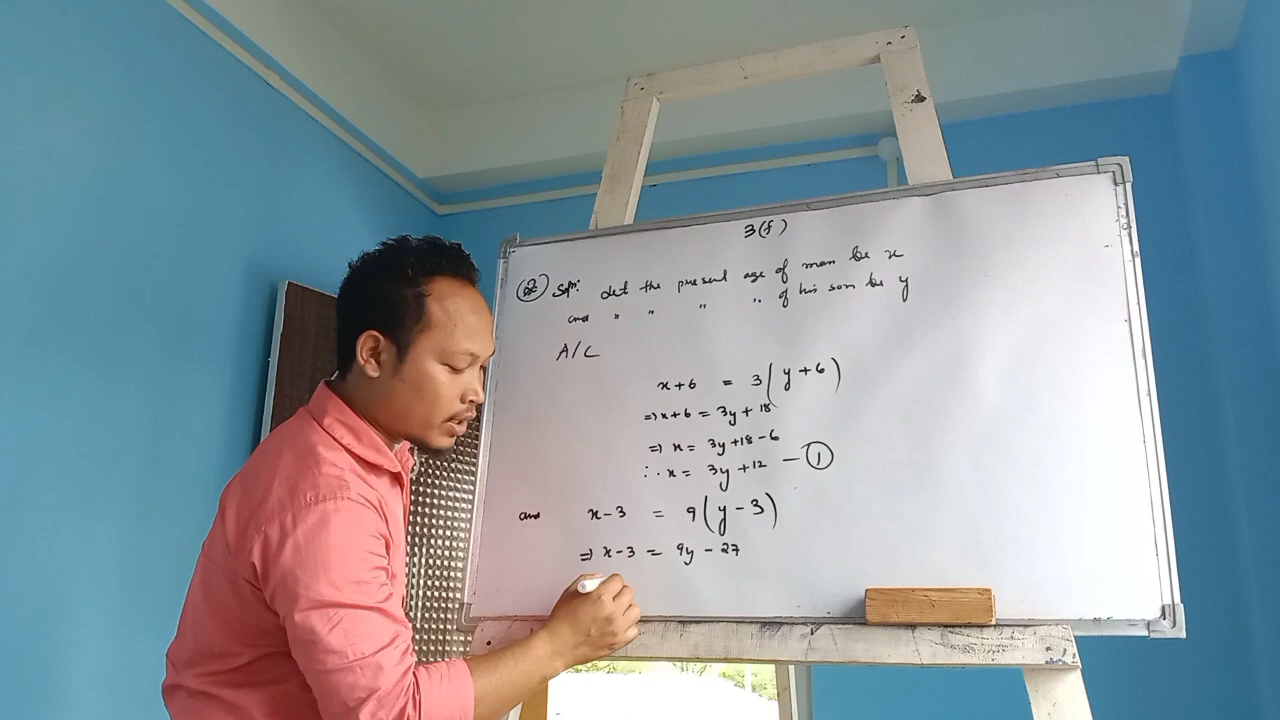 3(f)
Solⁿ: Let the present age of man be x
and " " " " of his son be y
A/C
x+6 = 3(y+6)
⇒ x+6 = 3y+18
⇒ x = 3y+18-6
∴ x = 3y+12 — ①
and x-3 = 9(y-3)
⇒ x-3 = 9y-27